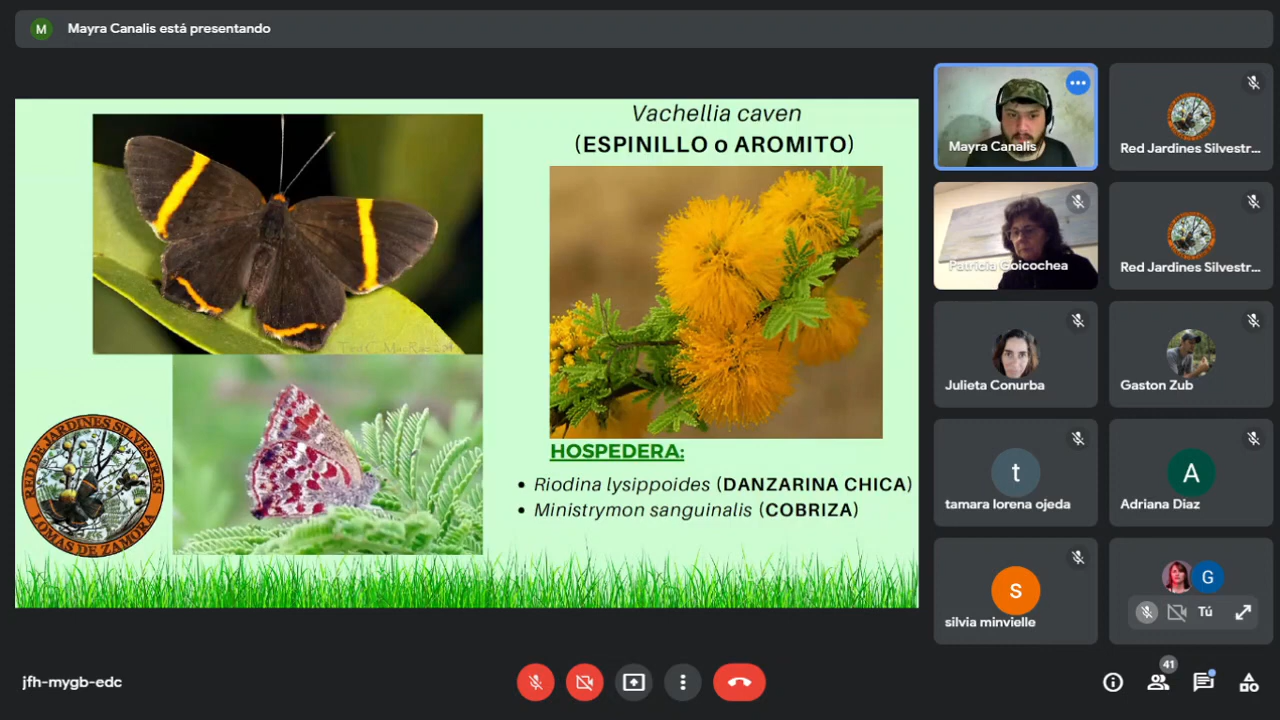 M
Mayra Canalis está presentando
Vachellia caven
(ESPINILLO o AROMITO)
HOSPEDERA:
• Riodina lysippoides (DANZARINA CHICA)
• Ministrymon sanguinalis (COBRIZA)
RED DE JARDINES SILVESTRES
LOMAS DE ZAMORA
Mayra Canalis
Red Jardines Silvestr...
Patricia Goicochea
Red Jardines Silvestr...
Julieta Conurba
Gaston Zub
t
tamara lorena ojeda
A
Adriana Diaz
s
silvia minvielle
G
Tú
jfh-mygb-edc
41